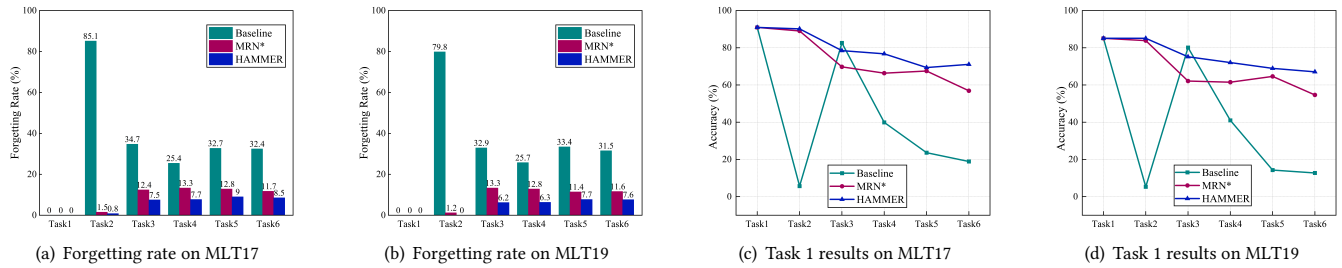 Forgetting Rate (%)
100
80
60
40
20
0
Baseline
MRN*
HAMMER
0 0 0
85.1
1.5
0.8
34.7
12.4
7.5
25.4
13.3
7.7
32.7
12.8
9
32.4
11.7
8.5
Task1 Task2 Task3 Task4 Task5 Task6
(a) Forgetting rate on MLT17
Forgetting Rate (%)
100
80
60
40
20
0
Baseline
MRN*
HAMMER
0 0 0
79.8
1.2
0
32.9
13.3
6.2
25.7
12.8
6.3
33.4
11.4
7.7
31.5
11.6
7.6
Task1 Task2 Task3 Task4 Task5 Task6
(b) Forgetting rate on MLT19
Accuracy (%)
100
80
60
40
20
0
Baseline
MRN*
HAMMER
Task1 Task2 Task3 Task4 Task5 Task6
(c) Task 1 results on MLT17
Accuracy (%)
100
80
60
40
20
0
Baseline
MRN*
HAMMER
Task1 Task2 Task3 Task4 Task5 Task6
(d) Task 1 results on MLT19